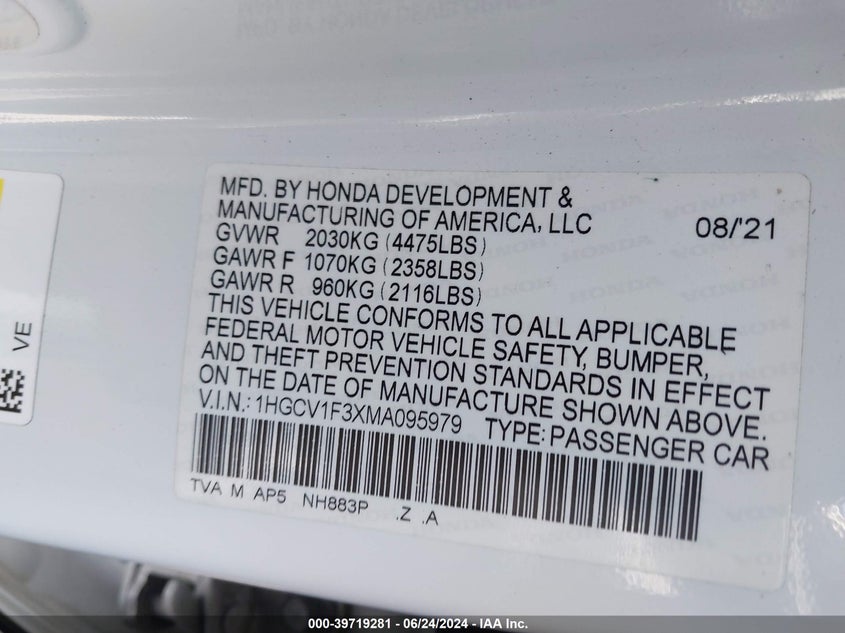 MFD. BY HONDA DEVELOPMENT &
MANUFACTURING OF AMERICA, LLC 08/'21
GVWR 2030KG (4475LBS)
GAWR F 1070KG (2358LBS)
GAWR R 960KG (2116LBS)
THIS VEHICLE CONFORMS TO ALL APPLICABLE
FEDERAL MOTOR VEHICLE SAFETY, BUMPER,
AND THEFT PREVENTION STANDARDS IN EFFECT
ON THE DATE OF MANUFACTURE SHOWN ABOVE.
V.I.N.: 1HGCV1F3XMA095979 TYPE: PASSENGER CAR
TVA M AP5 NH883P .Z .A
VE
000-39719281 - 06/24/2024 - IAA Inc.